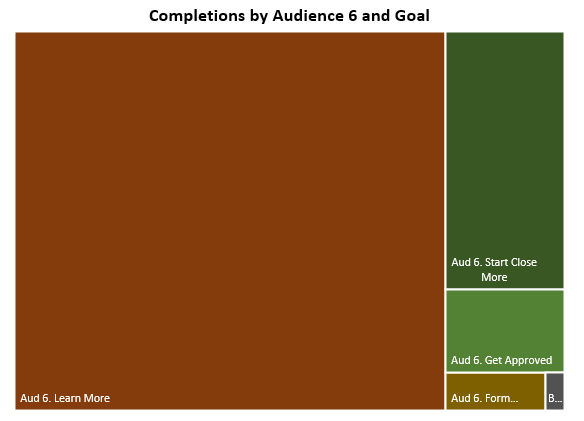 Completions by Audience 6 and Goal
Aud 6. Learn More
Aud 6. Start Close
More
Aud 6. Get Approved
Aud 6. Form...
B...